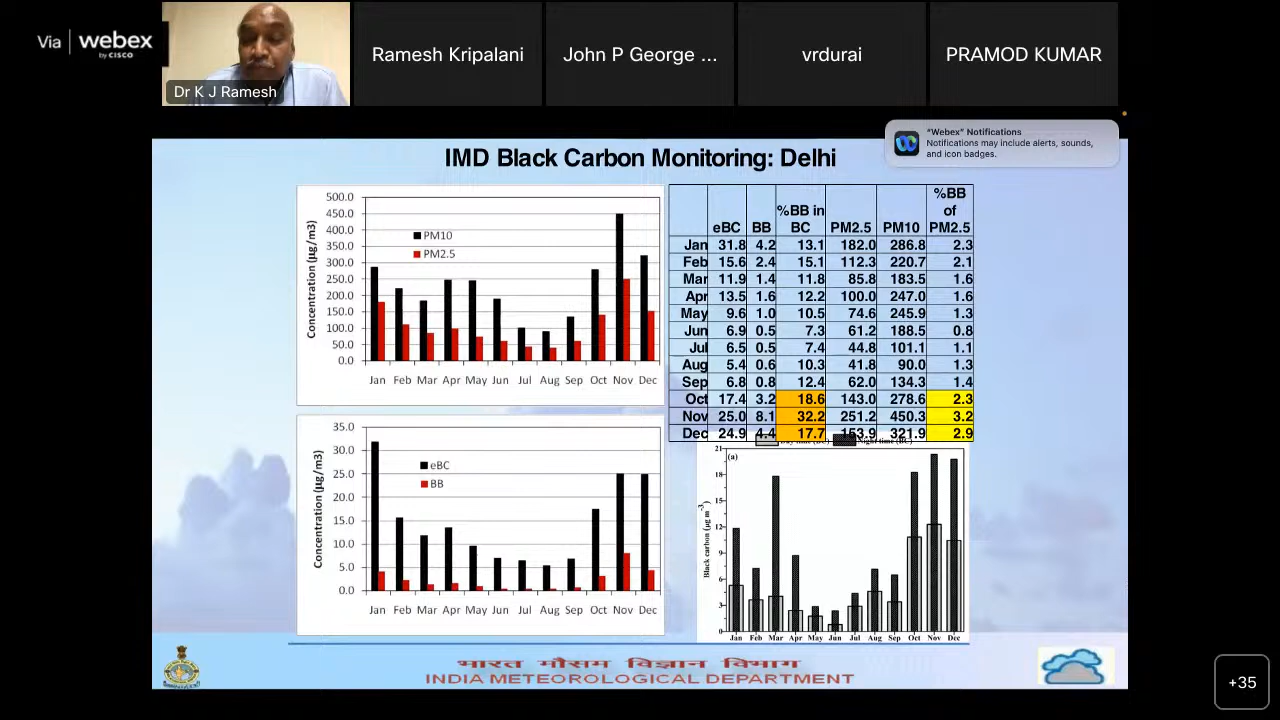 Via webex
by CISCO
Dr K J Ramesh
Ramesh Kripalani
John P George ...
vrdurai
PRAMOD KUMAR
"Webex" Notifications
Notifications may include alerts, sounds,
and icon badges.
IMD Black Carbon Monitoring: Delhi
500.0
450.0
400.0
350.0
300.0
250.0
200.0
150.0
100.0
50.0
0.0
Concentration (µg/m3)
PM10
PM2.5
Jan Feb Mar Apr May Jun Jul Aug Sep Oct Nov Dec
35.0
30.0
25.0
20.0
15.0
10.0
5.0
0.0
Concentration (µg/m3)
eBC
BB
Jan Feb Mar Apr May Jun Jul Aug Sep Oct Nov Dec
eBC BB %BB in BC PM2.5 PM10 %BB of PM2.5
Jan 31.8 4.2 13.1 182.0 286.8 2.3
Feb 15.6 2.4 15.1 112.3 220.7 2.1
Mar 11.9 1.4 11.8 85.8 183.5 1.6
Apr 13.5 1.6 12.2 100.0 247.0 1.6
May 9.6 1.0 10.5 74.6 245.9 1.3
Jun 6.9 0.5 7.3 61.2 188.5 0.8
Jul 6.5 0.5 7.4 44.8 101.1 1.1
Aug 5.4 0.6 10.3 41.8 90.0 1.3
Sep 6.8 0.8 12.4 62.0 134.3 1.4
Oct 17.4 3.2 18.6 143.0 278.6 2.3
Nov 25.0 8.1 32.2 251.2 450.3 3.2
Dec 24.9 4.4 17.7 153.9 321.9 2.9
(a)
21
18
15
12
9
6
3
0
Black carbon (µg m-3)
Jan Feb Mar Apr May Jun Jul Aug Sep Oct Nov Dec
भारत मौसम विज्ञान विभाग
INDIA METEOROLOGICAL DEPARTMENT
+35